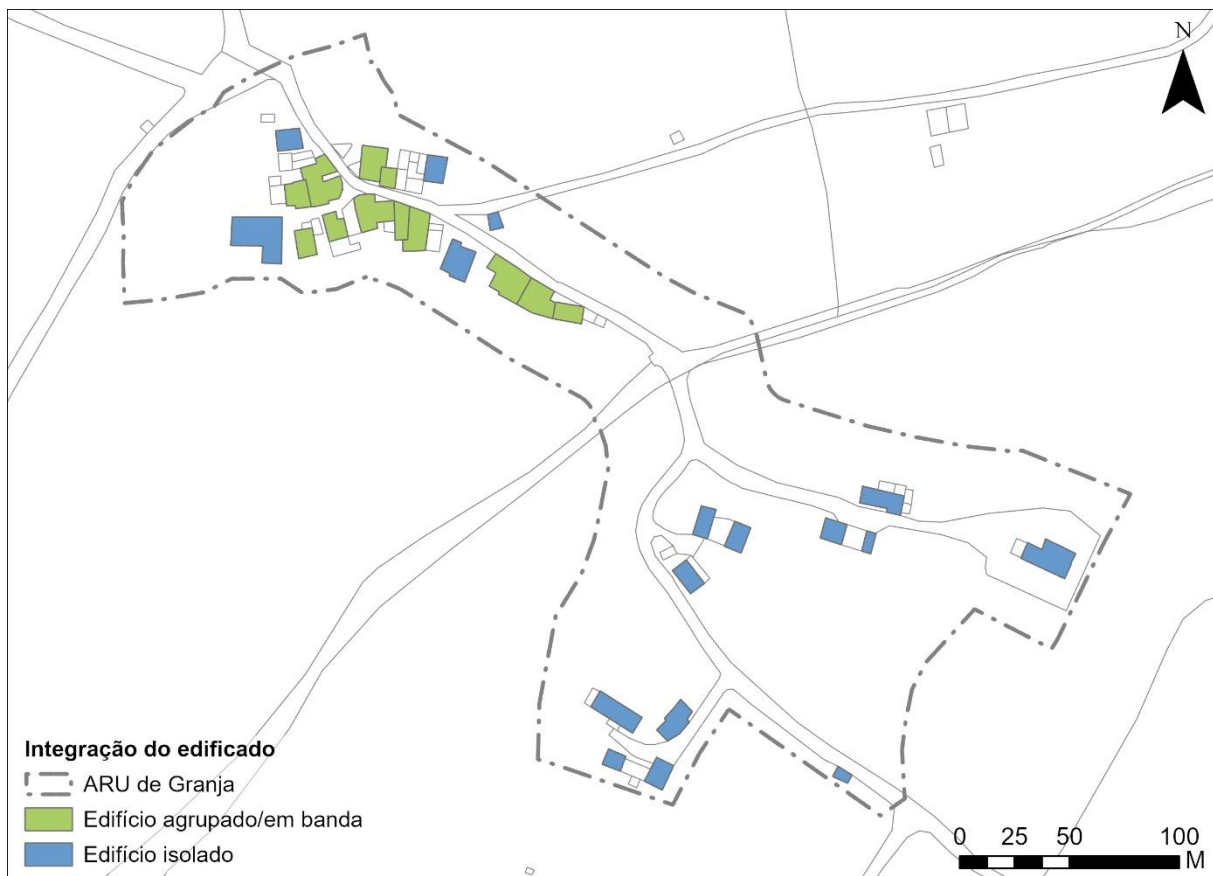 N
Integração do edificado
ARU de Granja
Edifício agrupado/em banda
Edifício isolado
0 25 50 100
M